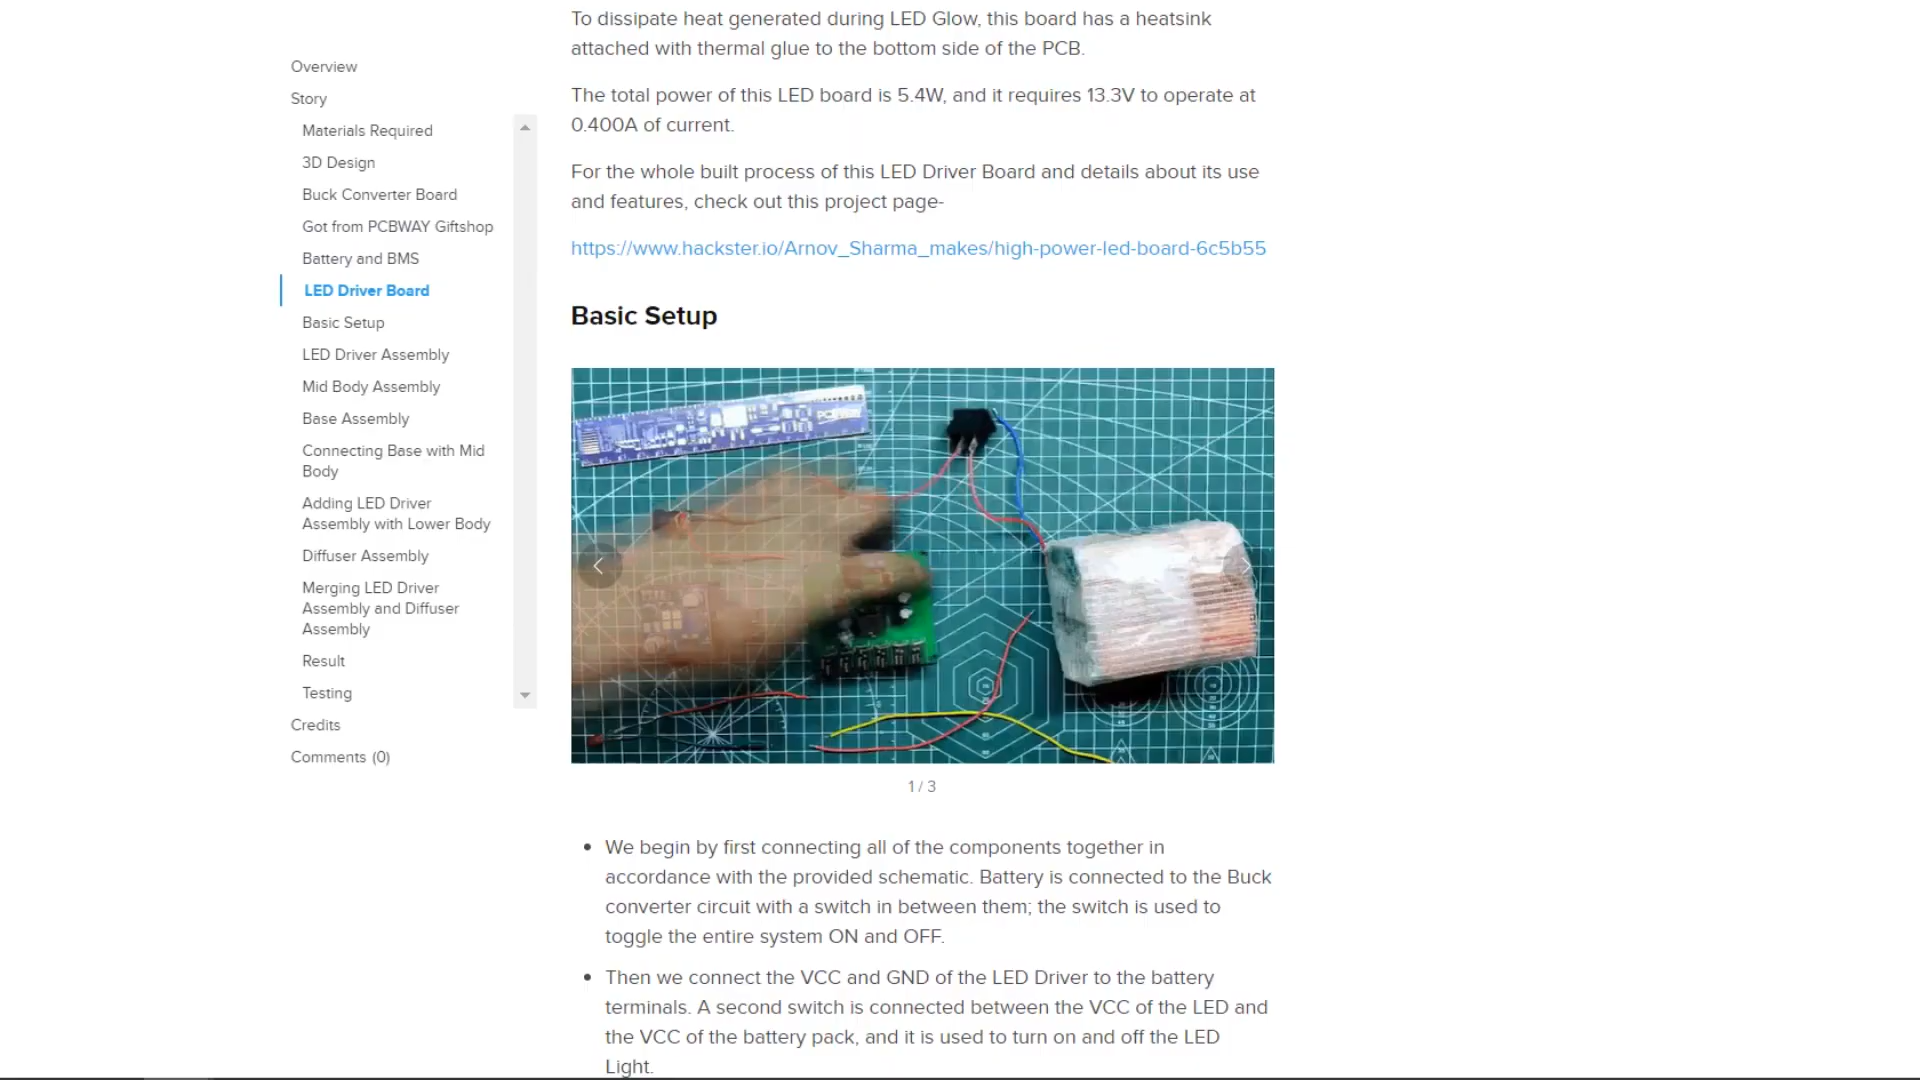 To dissipate heat generated during LED Glow, this board has a heatsink
attached with thermal glue to the bottom side of the PCB.
The total power of this LED board is 5.4W, and it requires 13.3V to operate at
0.400A of current.
For the whole built process of this LED Driver Board and details about its use
and features, check out this project page-
https://www.hackster.io/Arnov_Sharma_makes/high-power-led-board-6c5b55
Overview
Story
Materials Required
3D Design
Buck Converter Board
Got from PCBWAY Giftshop
Battery and BMS
LED Driver Board
Basic Setup
LED Driver Assembly
Mid Body Assembly
Base Assembly
Connecting Base with Mid
Body
Adding LED Driver
Assembly with Lower Body
Diffuser Assembly
Merging LED Driver
Assembly and Diffuser
Assembly
Result
Testing
Credits
Comments (0)
Basic Setup
1 / 3
• We begin by first connecting all of the components together in
accordance with the provided schematic. Battery is connected to the Buck
converter circuit with a switch in between them; the switch is used to
toggle the entire system ON and OFF.
• Then we connect the VCC and GND of the LED Driver to the battery
terminals. A second switch is connected between the VCC of the LED and
the VCC of the battery pack, and it is used to turn on and off the LED
Light.